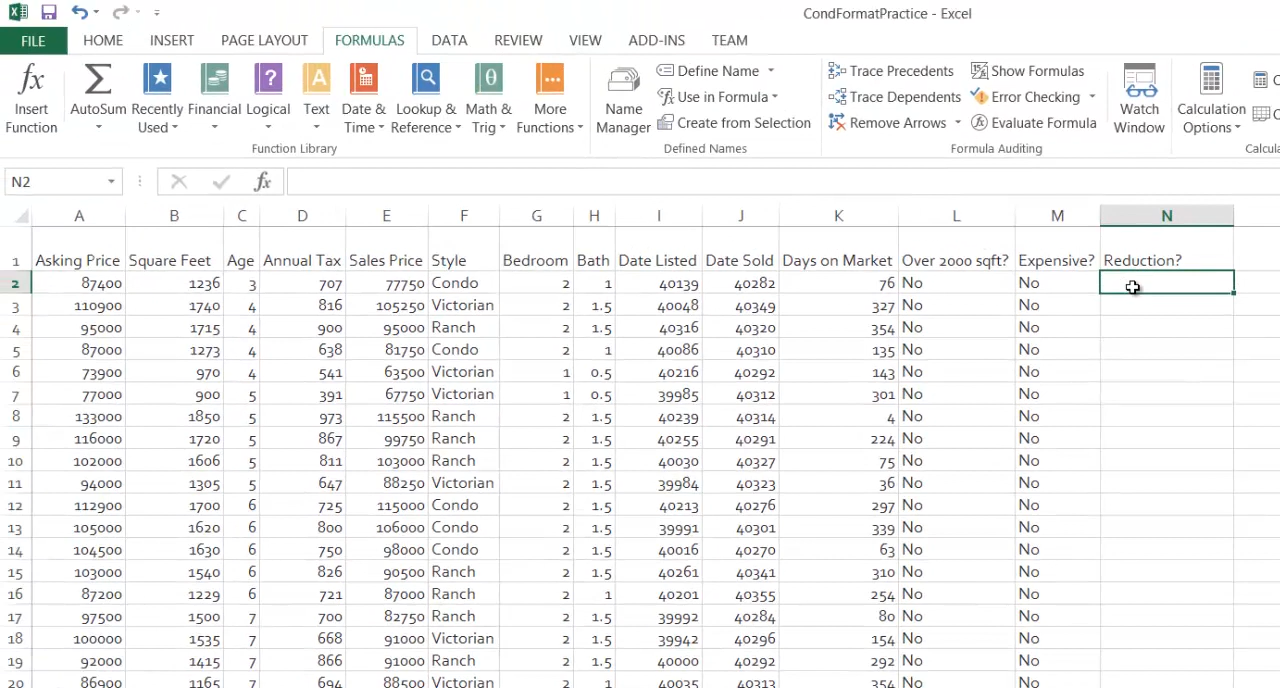 CondFormatPractice - Excel
FILE HOME INSERT PAGE LAYOUT FORMULAS DATA REVIEW VIEW ADD-INS TEAM
fx Insert Function
AutoSum
Recently Used
Financial
Logical
Text
Date & Time
Lookup & Reference
Math & Trig
More Functions
Function Library
Name Manager
Define Name
Use in Formula
Create from Selection
Defined Names
Trace Precedents
Trace Dependents
Remove Arrows
Show Formulas
Error Checking
Evaluate Formula
Formula Auditing
Watch Window
Calculation Options
Calcula
N2 fx
A B C D E F G H I J K L M N
1 Asking Price Square Feet Age Annual Tax Sales Price Style Bedroom Bath Date Listed Date Sold Days on Market Over 2000 sqft? Expensive? Reduction?
2 87400 1236 3 707 77750 Condo 2 1 40139 40282 76 No No
3 110900 1740 4 816 105250 Victorian 2 1.5 40048 40349 327 No No
4 95000 1715 4 900 95000 Ranch 2 1.5 40316 40320 354 No No
5 87000 1273 4 638 81750 Condo 2 1 40086 40310 135 No No
6 73900 970 4 541 63500 Victorian 1 0.5 40216 40292 143 No No
7 77000 900 5 391 67750 Victorian 1 0.5 39985 40312 301 No No
8 133000 1850 5 973 115500 Ranch 2 1.5 40239 40314 4 No No
9 116000 1720 5 867 99750 Ranch 2 1.5 40255 40291 224 No No
10 102000 1606 5 811 103000 Ranch 2 1.5 40030 40327 75 No No
11 94000 1305 5 647 88250 Victorian 2 1.5 39984 40323 36 No No
12 112900 1700 6 725 115000 Condo 2 1.5 40213 40276 297 No No
13 105000 1620 6 800 106000 Condo 2 1.5 39991 40301 339 No No
14 104500 1630 6 750 98000 Condo 2 1.5 40016 40270 63 No No
15 103000 1540 6 826 90500 Ranch 2 1.5 40261 40341 310 No No
16 87200 1229 6 721 87000 Ranch 2 1 40201 40355 254 No No
17 97500 1500 7 700 82750 Ranch 2 1.5 39992 40284 80 No No
18 100000 1535 7 668 91000 Victorian 2 1.5 39942 40296 154 No No
19 92000 1415 7 866 91000 Ranch 2 1.5 40000 40292 292 No No
20 86900 1165 7 694 88500 Victorian 2 1 40035 40313 354 No No